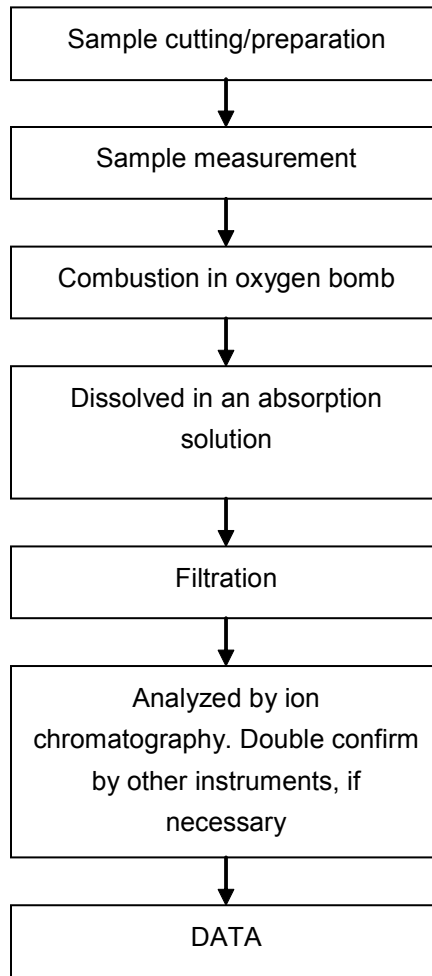 Sample cutting/preparation
Sample measurement
Combustion in oxygen bomb
Dissolved in an absorption
solution
Filtration
Analyzed by ion
chromatography. Double confirm
by other instruments, if
necessary
DATA